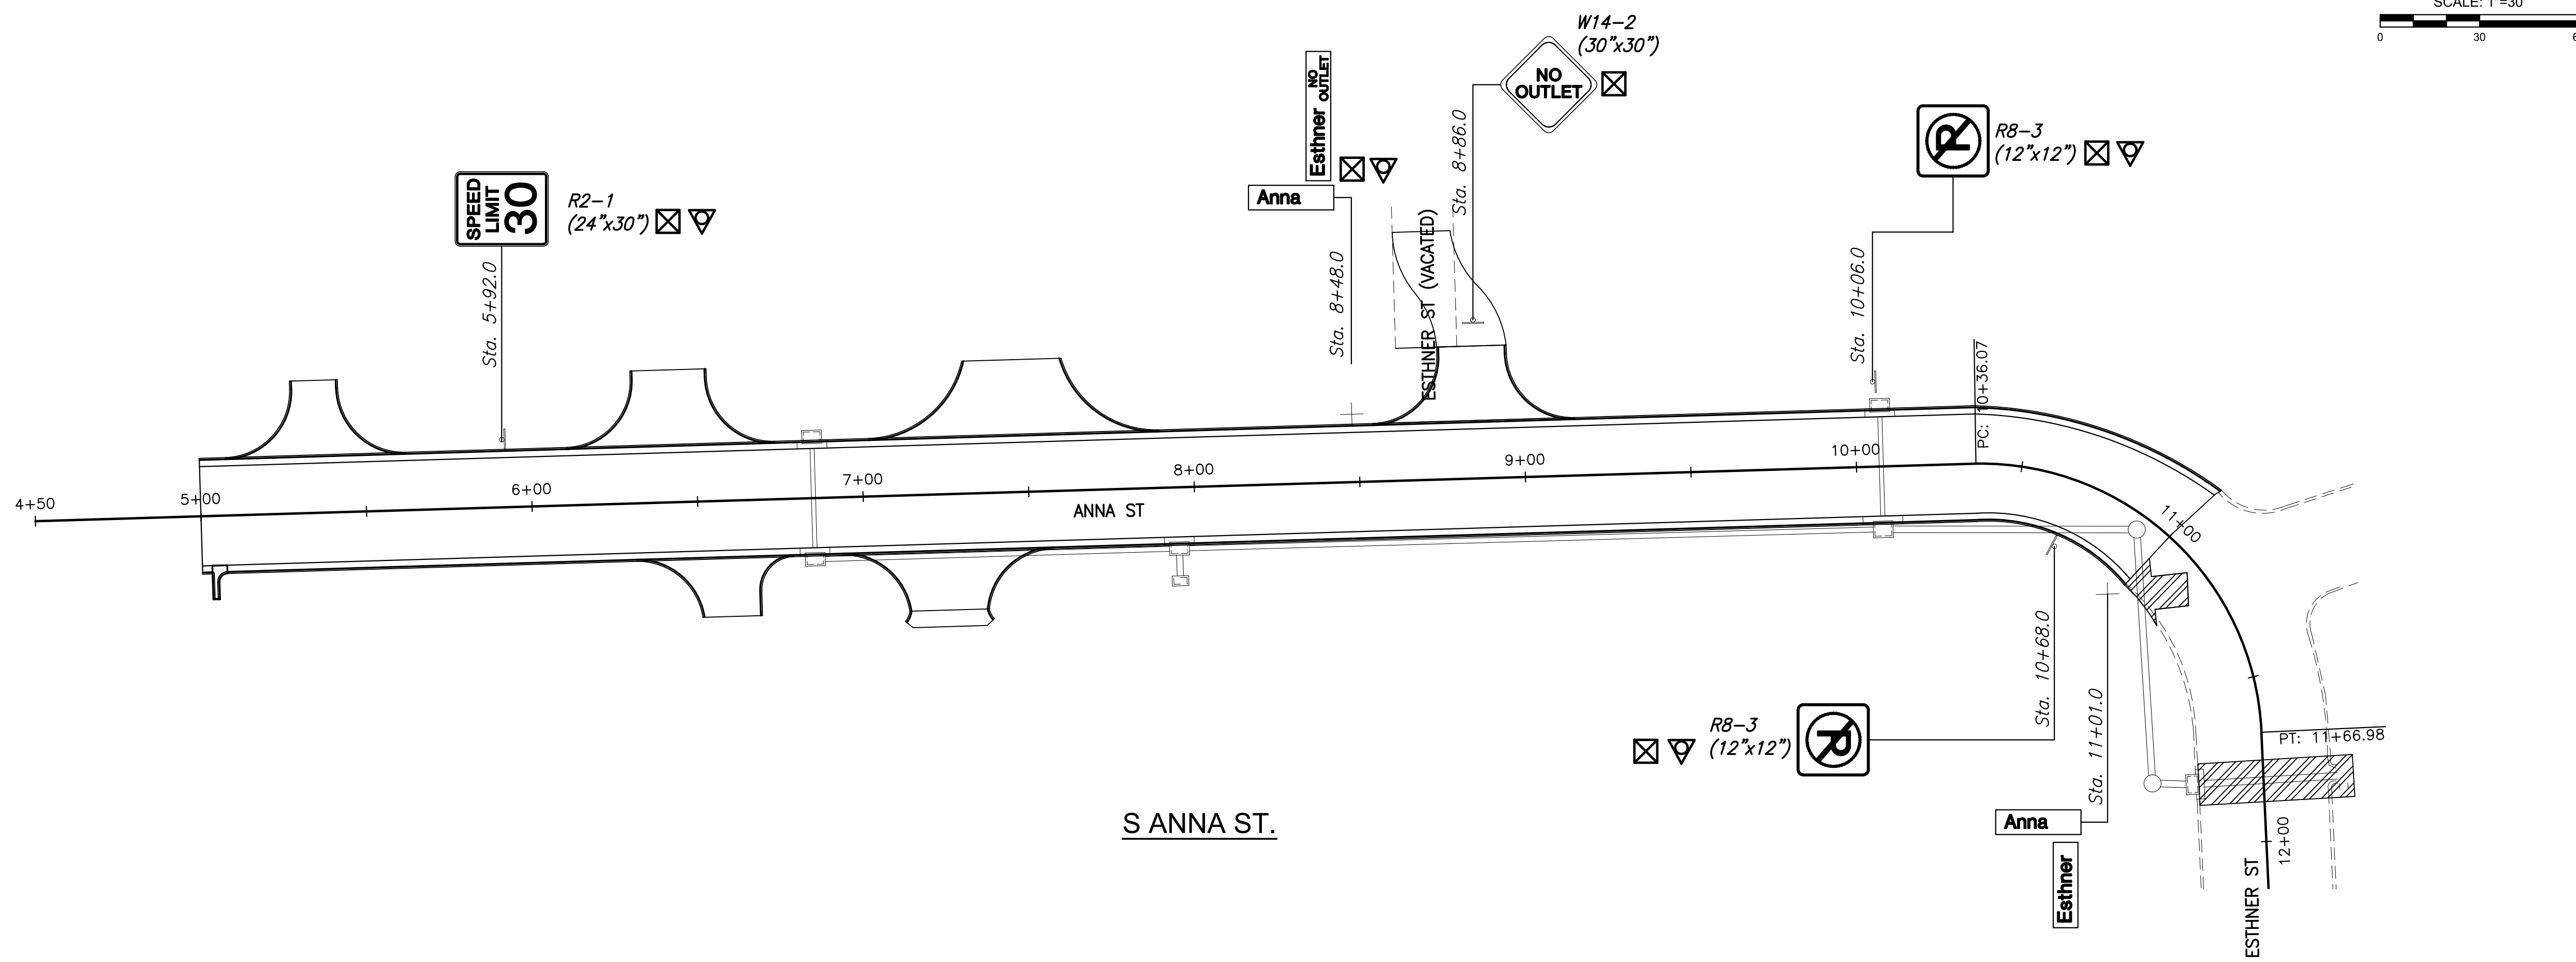 SCALE: 1"=30'
0 30
W14-2
(30"x30")
NO
OUTLET
Sta. 8+86.0
Esthner NO
OUTLET
Anna
Sta. 8+48.0
ESTHNER ST (VACATED)
R8-3
(12"x12")
P
Sta. 10+06.0
SPEED
LIMIT
30
R2-1
(24"x30")
Sta. 5+92.0
PC: 10+36.07
4+50
5+00
6+00
7+00
8+00
9+00
10+00
11+00
ANNA ST
Sta. 10+68.0
R8-3
(12"x12")
P
Sta. 11+01.0
Anna
Esthner
PT: 11+66.98
12+00
ESTHNER ST
S ANNA ST.